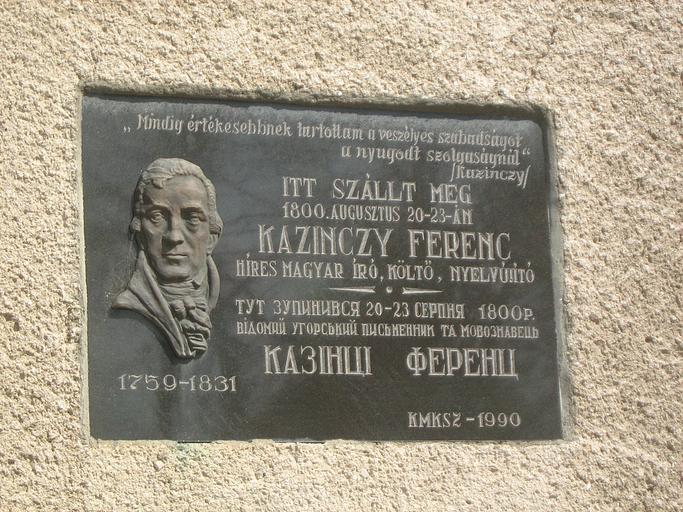 „Mindig értékesebbnek tartottam a veszélyes szabadságot,
a nyugodt szolgaságnál"
/Kazinczy/
ITT SZÁLLT MEG
1800. AUGUSZTUS 20-23-ÁN
KAZINCZY FERENC
HÍRES MAGYAR ÍRÓ, KÖLTŐ, NYELVÚJÍTÓ
ТУТ ЗУПИНИВСЯ 20-23 СЕРПНЯ 1800Р.
ВІДОМИЙ УГОРСЬКИЙ ПИСЬМЕННИК ТА МОВОЗНАВЕЦЬ
КАЗІНЦІ ФЕРЕНЦ
1759-1831
KMKSZ-1990